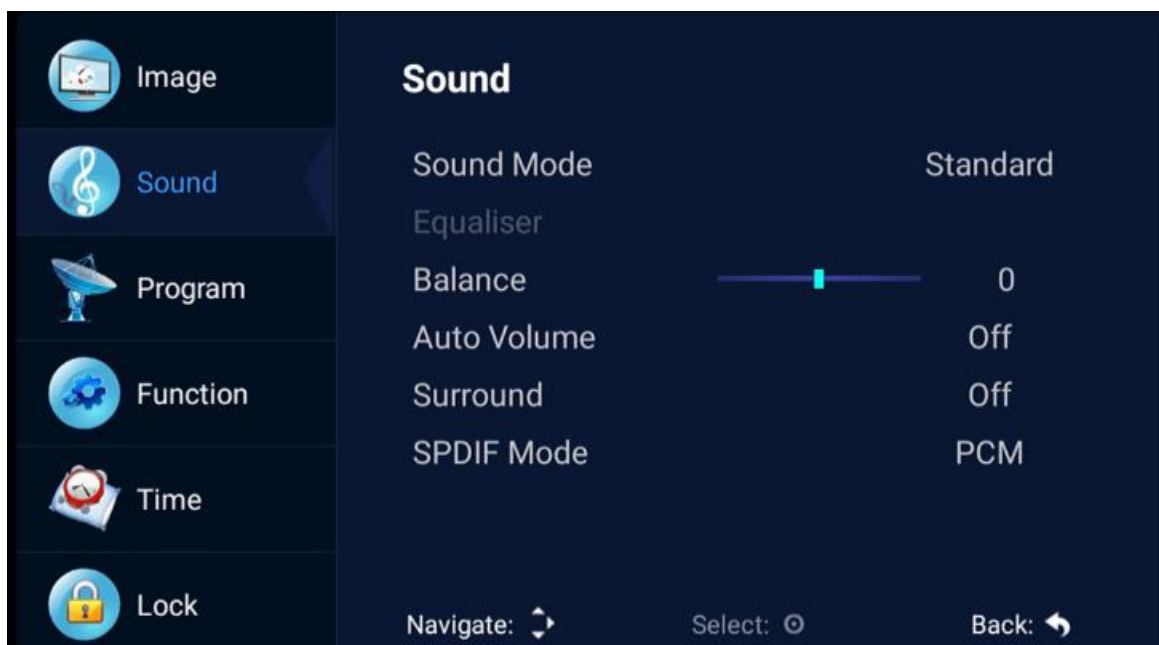 Image
Sound
Program
Function
Time
Lock
Sound
Sound Mode Standard
Equaliser
Balance 0
Auto Volume Off
Surround Off
SPDIF Mode PCM
Navigate: Select: Back: